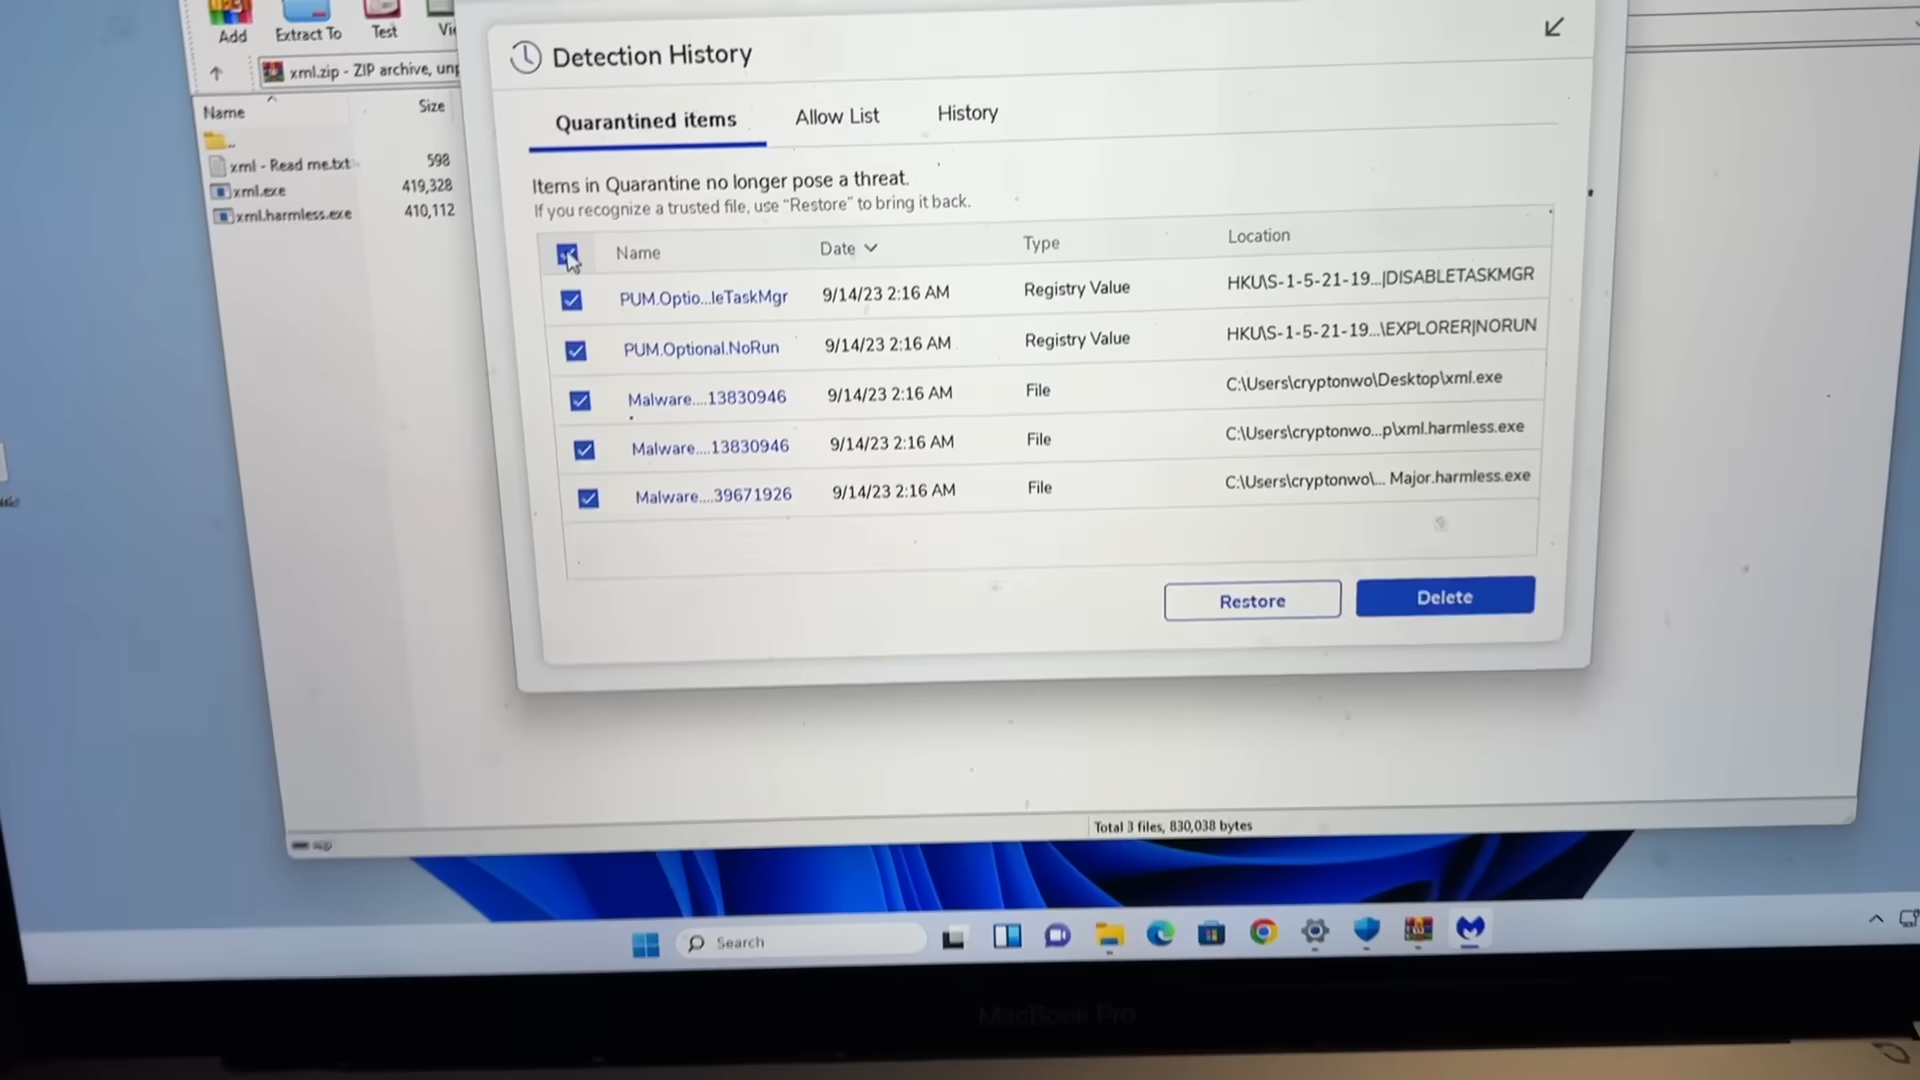 Add Extract To Test
xml.zip - ZIP archive, unp
Name Size
..
xml - Read me.txt 598
xml.exe 419,328
xml.harmless.exe 410,112
Detection History
Quarantined items Allow List History
Items in Quarantine no longer pose a threat.
If you recognize a trusted file, use "Restore" to bring it back.
Name Date Type Location
PUM.Optio...leTaskMgr 9/14/23 2:16 AM Registry Value HKU\S-1-5-21-19...|DISABLETASKMGR
PUM.Optional.NoRun 9/14/23 2:16 AM Registry Value HKU\S-1-5-21-19...\EXPLORER|NORUN
Malware....13830946 9/14/23 2:16 AM File C:\Users\cryptonwo\Desktop\xml.exe
Malware....13830946 9/14/23 2:16 AM File C:\Users\cryptonwo...p\xml.harmless.exe
Malware....39671926 9/14/23 2:16 AM File C:\Users\cryptonwo\... Major.harmless.exe
Restore Delete
Total 3 files, 830,038 bytes
Search
MacBook Pro